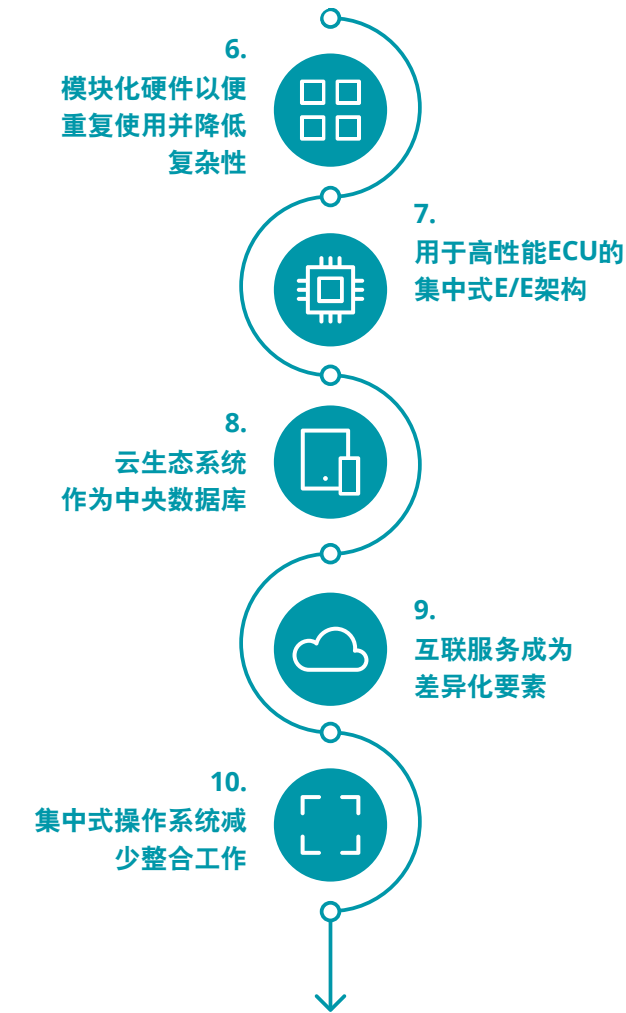 6.
模块化硬件以便
重复使用并降低
复杂性
7.
用于高性能ECU的
集中式E/E架构
8.
云生态系统
作为中央数据库
9.
互联服务成为
差异化要素
10.
集中式操作系统减
少整合工作